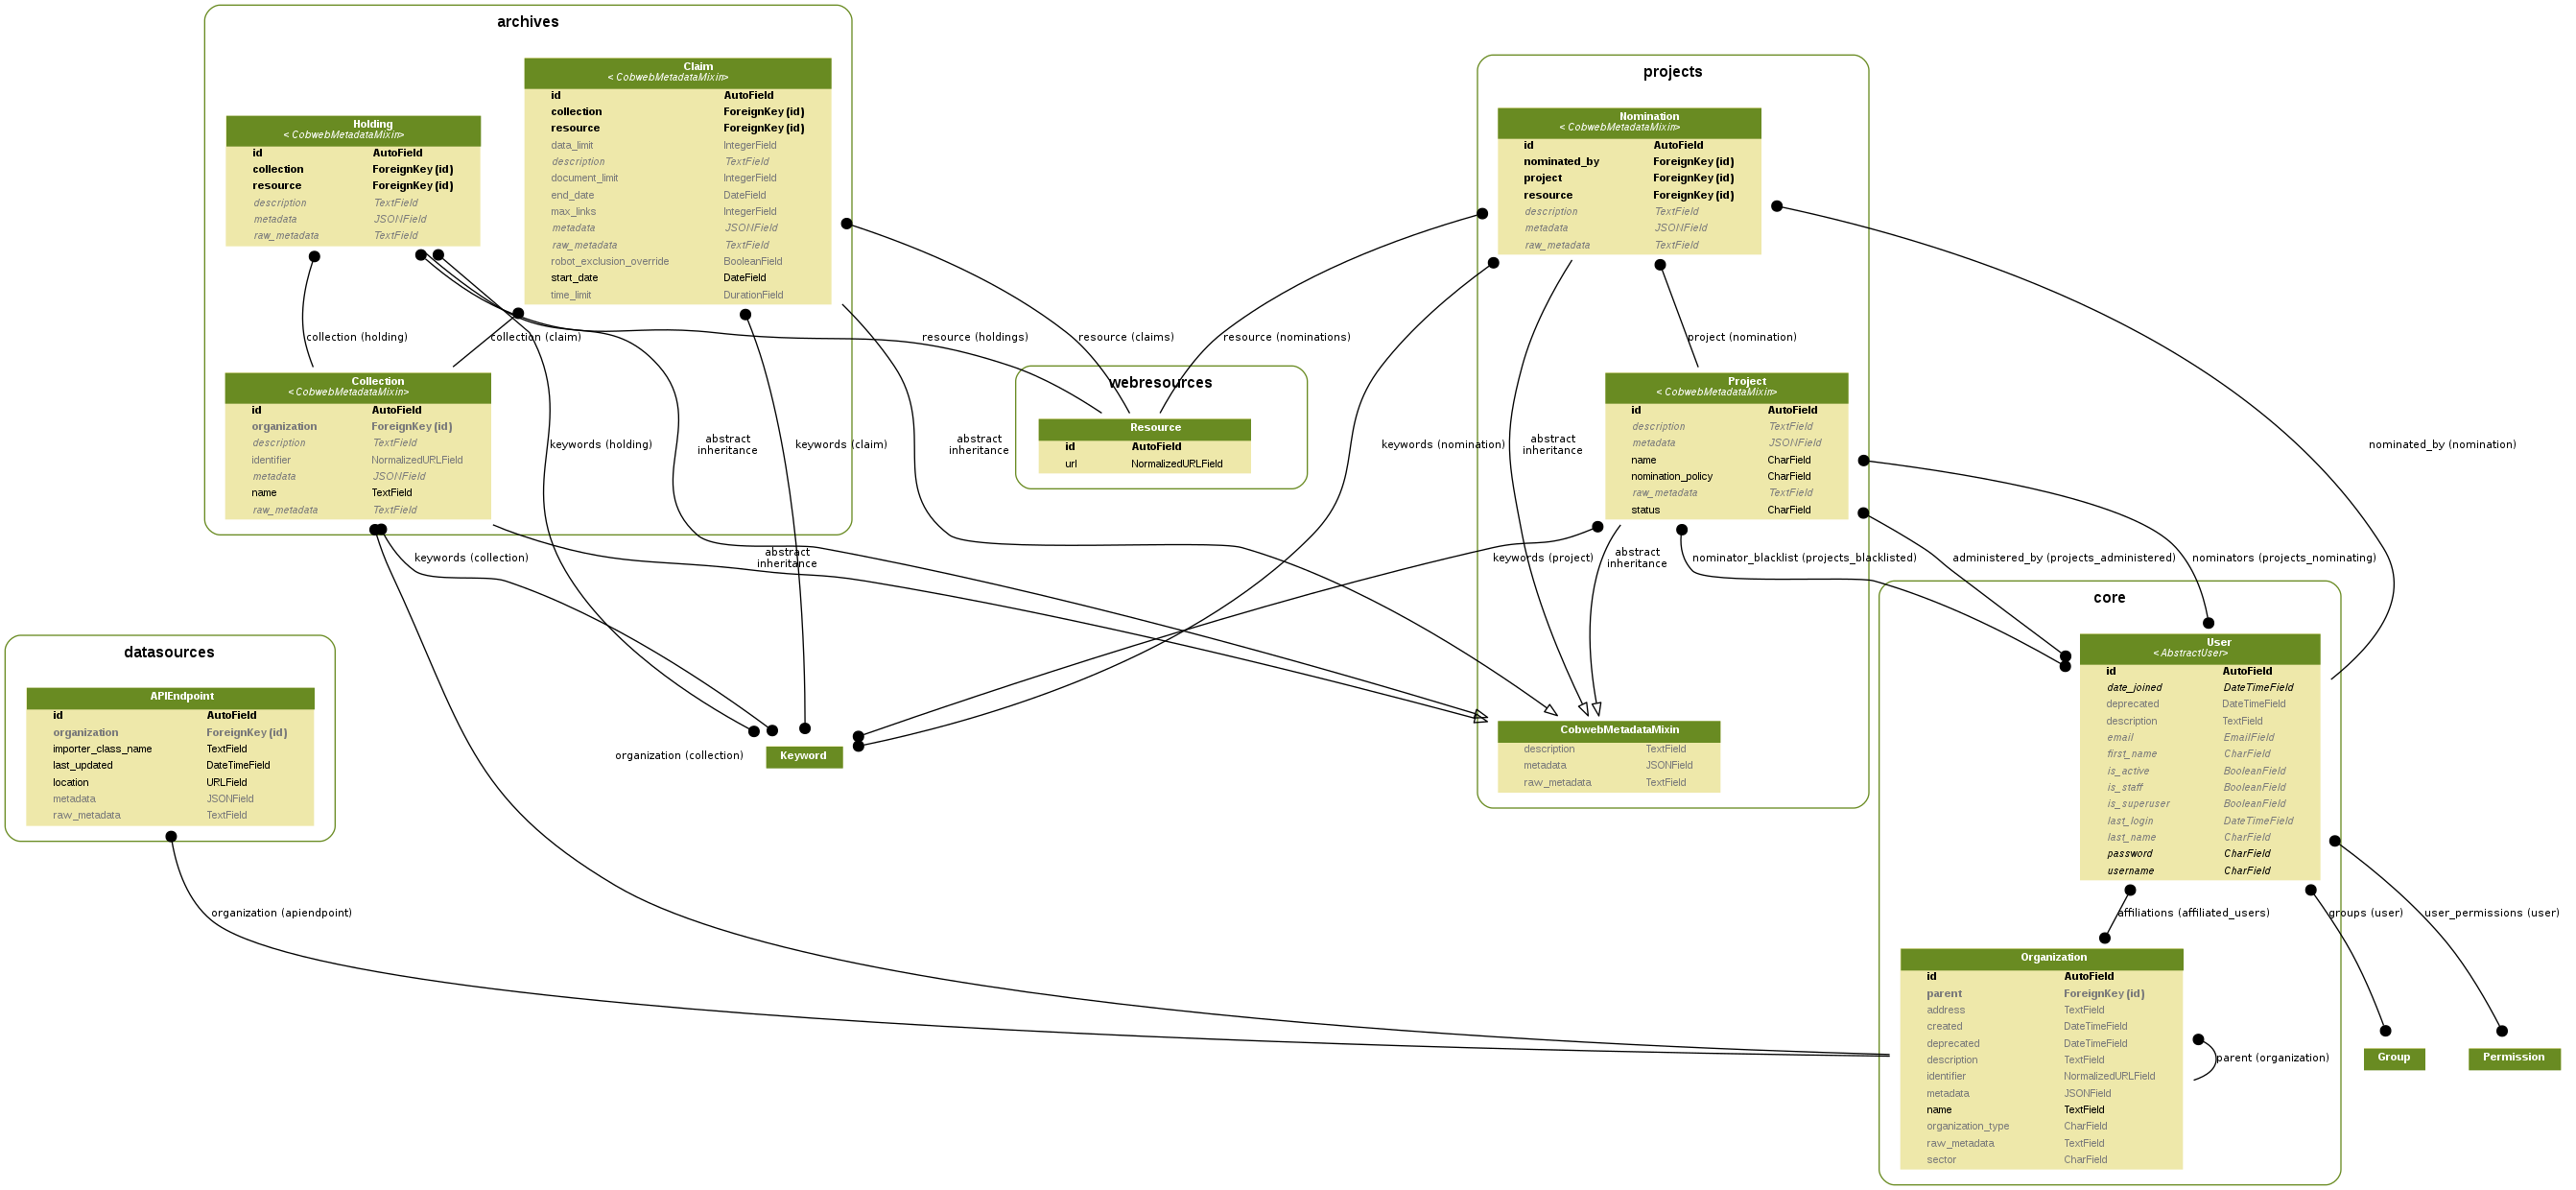 archives
Claim
< CobwebMetadataMixin>
id AutoField
collection ForeignKey (id)
resource ForeignKey (id)
data_limit IntegerField
description TextField
document_limit IntegerField
end_date DateField
max_links IntegerField
metadata JSONField
raw_metadata TextField
robot_exclusion_override BooleanField
start_date DateField
time_limit DurationField
Holding
< CobwebMetadataMixin>
id AutoField
collection ForeignKey (id)
resource ForeignKey (id)
description TextField
metadata JSONField
raw_metadata TextField
collection (holding)
collection (claim)
Collection
< CobwebMetadataMixin>
id AutoField
organization ForeignKey (id)
description TextField
identifier NormalizedURLField
metadata JSONField
name TextField
raw_metadata TextField
keywords (holding)
abstract
inheritance
keywords (claim)
abstract
inheritance
resource (holdings)
resource (claims)
resource (nominations)
webresources
Resource
id AutoField
url NormalizedURLField
projects
Nomination
< CobwebMetadataMixin>
id AutoField
nominated_by ForeignKey (id)
project ForeignKey (id)
resource ForeignKey (id)
description TextField
metadata JSONField
raw_metadata TextField
project (nomination)
keywords (nomination)
abstract
inheritance
Project
< CobwebMetadataMixin>
id AutoField
description TextField
metadata JSONField
name CharField
nomination_policy CharField
raw_metadata TextField
status CharField
nominated_by (nomination)
keywords (collection)
abstract
inheritance
keywords (project)
abstract
inheritance
nominator_blacklist (projects_blacklisted)
administered_by (projects_administered)
nominators (projects_nominating)
datasources
APIEndpoint
id AutoField
organization ForeignKey (id)
importer_class_name TextField
last_updated DateTimeField
location URLField
metadata JSONField
raw_metadata TextField
organization (collection)
Keyword
CobwebMetadataMixin
description TextField
metadata JSONField
raw_metadata TextField
core
User
< AbstractUser>
id AutoField
date_joined DateTimeField
deprecated DateTimeField
description TextField
email EmailField
first_name CharField
is_active BooleanField
is_staff BooleanField
is_superuser BooleanField
last_login DateTimeField
last_name CharField
password CharField
username CharField
organization (apiendpoint)
affiliations (affiliated_users)
groups (user)
user_permissions (user)
Organization
id AutoField
parent ForeignKey (id)
address TextField
created DateTimeField
deprecated DateTimeField
description TextField
identifier NormalizedURLField
metadata JSONField
name TextField
organization_type CharField
raw_metadata TextField
sector CharField
parent (organization)
Group
Permission